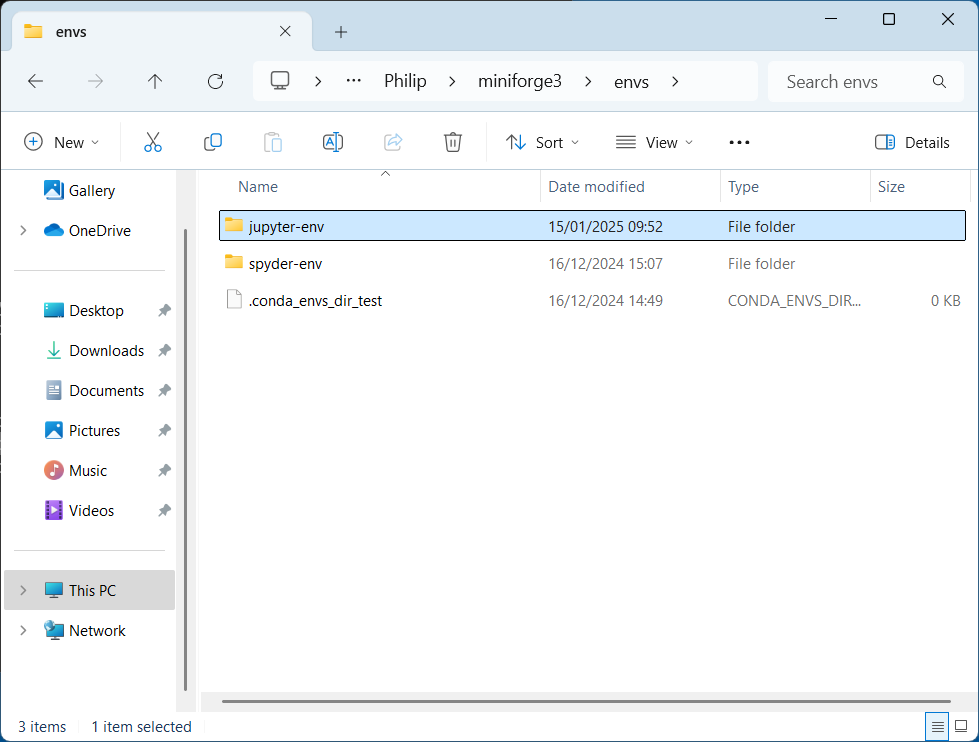 envs
Philip miniforge3 envs Search envs
New Sort View Details
Gallery
OneDrive
Desktop
Downloads
Documents
Pictures
Music
Videos
This PC
Network
Name Date modified Type Size
jupyter-env 15/01/2025 09:52 File folder
spyder-env 16/12/2024 15:07 File folder
.conda_envs_dir_test 16/12/2024 14:49 CONDA_ENVS_DIR... 0 KB
3 items 1 item selected